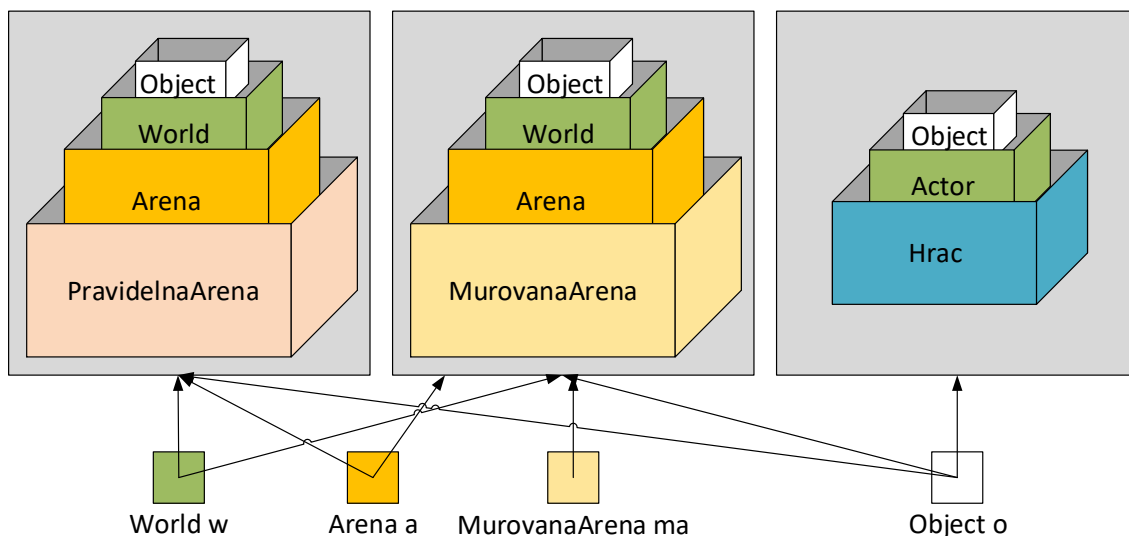 Object
World
Arena
PravidelnaArena
Object
World
Arena
MurovanaArena
Object
Actor
Hrac
World w
Arena a
MurovanaArena ma
Object o